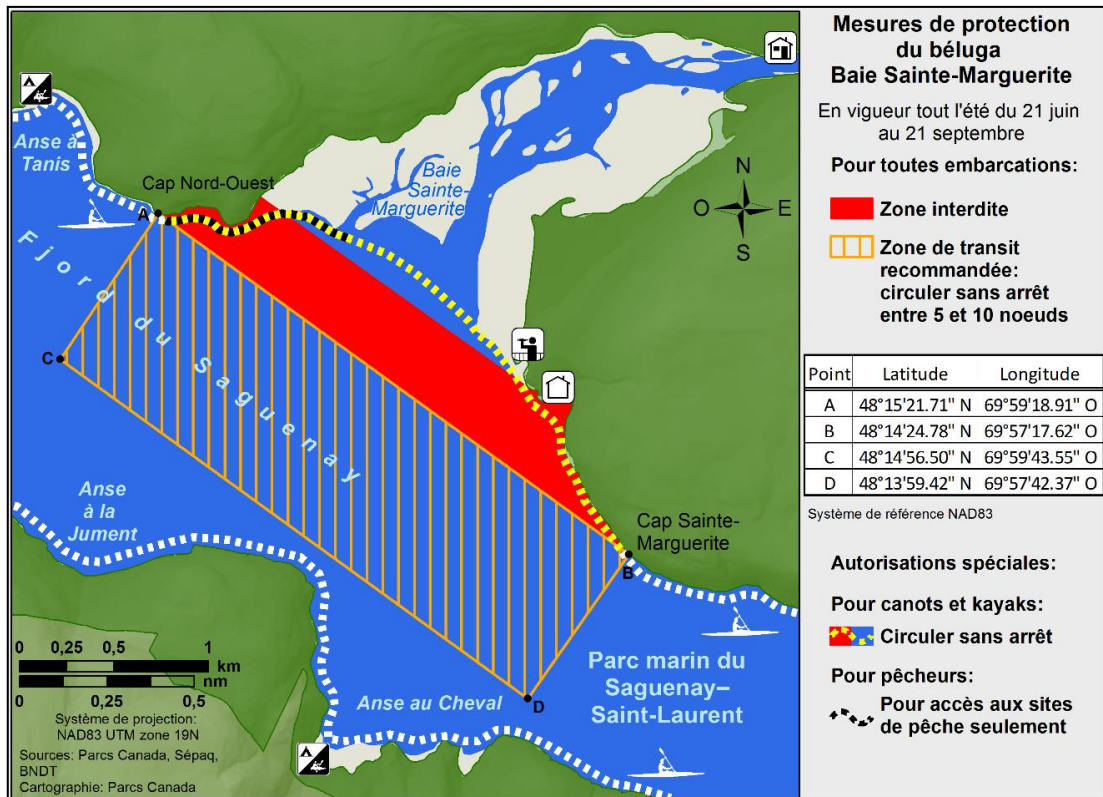 Mesures de protection
du béluga
Baie Sainte-Marguerite
En vigueur tout l'été du 21 juin
au 21 septembre
Pour toutes embarcations:
Zone interdite
Zone de transit
recommandée:
circuler sans arrêt
entre 5 et 10 noeuds
Point Latitude Longitude
A 48°15'21.71" N 69°59'18.91" O
B 48°14'24.78" N 69°57'17.62" O
C 48°14'56.50" N 69°59'43.55" O
D 48°13'59.42" N 69°57'42.37" O
Système de référence NAD83
Autorisations spéciales:
Pour canots et kayaks:
Circuler sans arrêt
Pour pêcheurs:
Pour accès aux sites
de pêche seulement
Anse à
Tanis
Cap Nord-Ouest
Baie
Sainte-
Marguerite
N
O E
S
A
Fjord du Saguenay
C
Anse
à la
Jument
Cap Sainte-
Marguerite
B
Parc marin du
Saguenay–
Saint-Laurent
Anse au Cheval
D
0 0,25 0,5 1
km
nm
0 0,25 0,5
Système de projection:
NAD83 UTM zone 19N
Sources: Parcs Canada, Sépaq,
BNDT
Cartographie: Parcs Canada